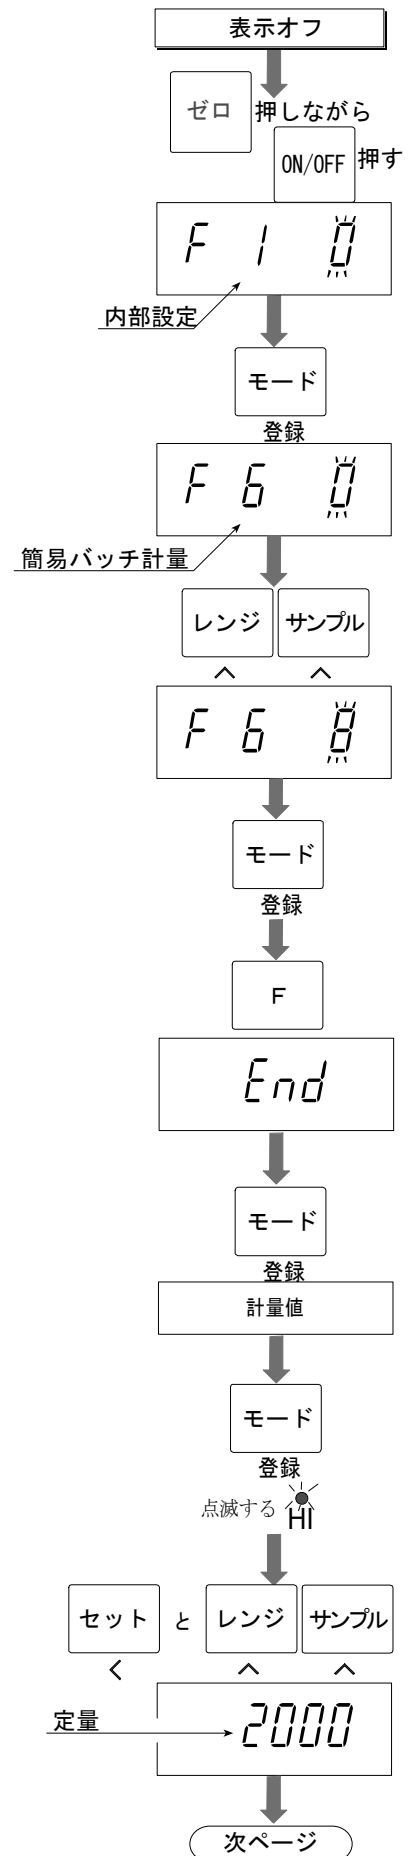 表示オフ
ゼロ 押しながら
ON/OFF 押す
F 1 0
内部設定
モード
登録
F 6 0
簡易バッチ計量
レンジ サンプル
F 6 8
モード
登録
F
End
モード
登録
計量値
モード
登録
点滅する HI
セット と レンジ サンプル
定量 2000
次ページ